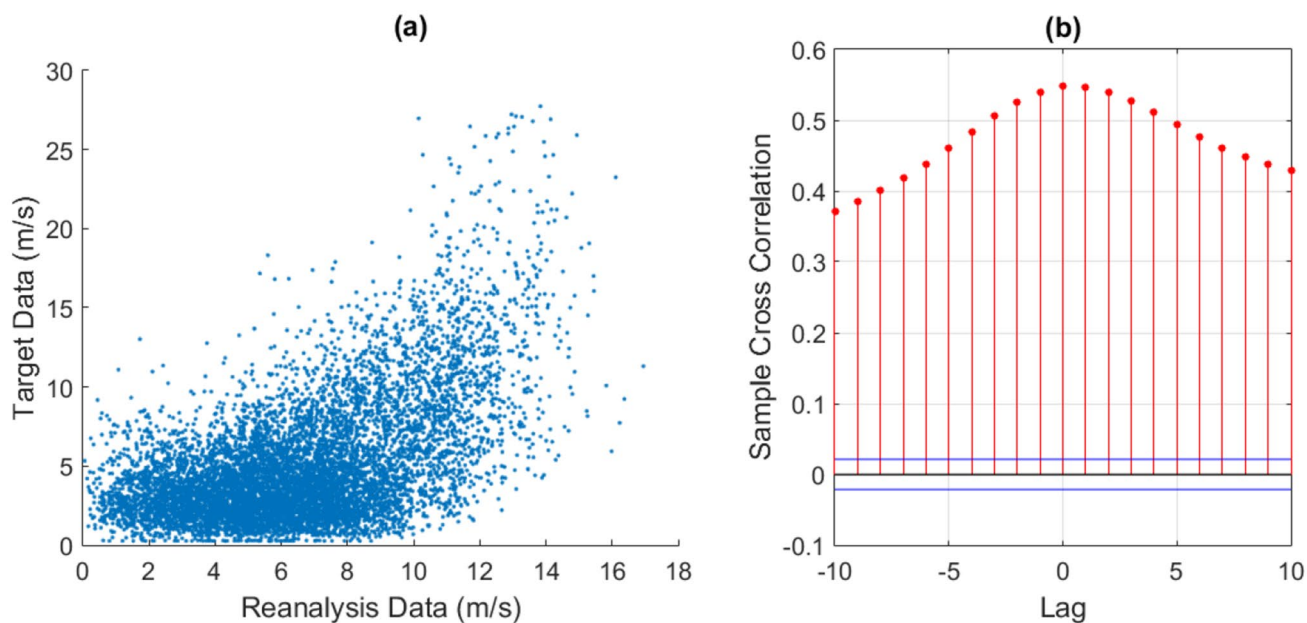 (a)
30
25
20
15
10
5
0
Target Data (m/s)
0 2 4 6 8 10 12 14 16 18
Reanalysis Data (m/s)
(b)
0.6
0.5
0.4
0.3
0.2
0.1
0
-0.1
Sample Cross Correlation
-10 -5 0 5 10
Lag